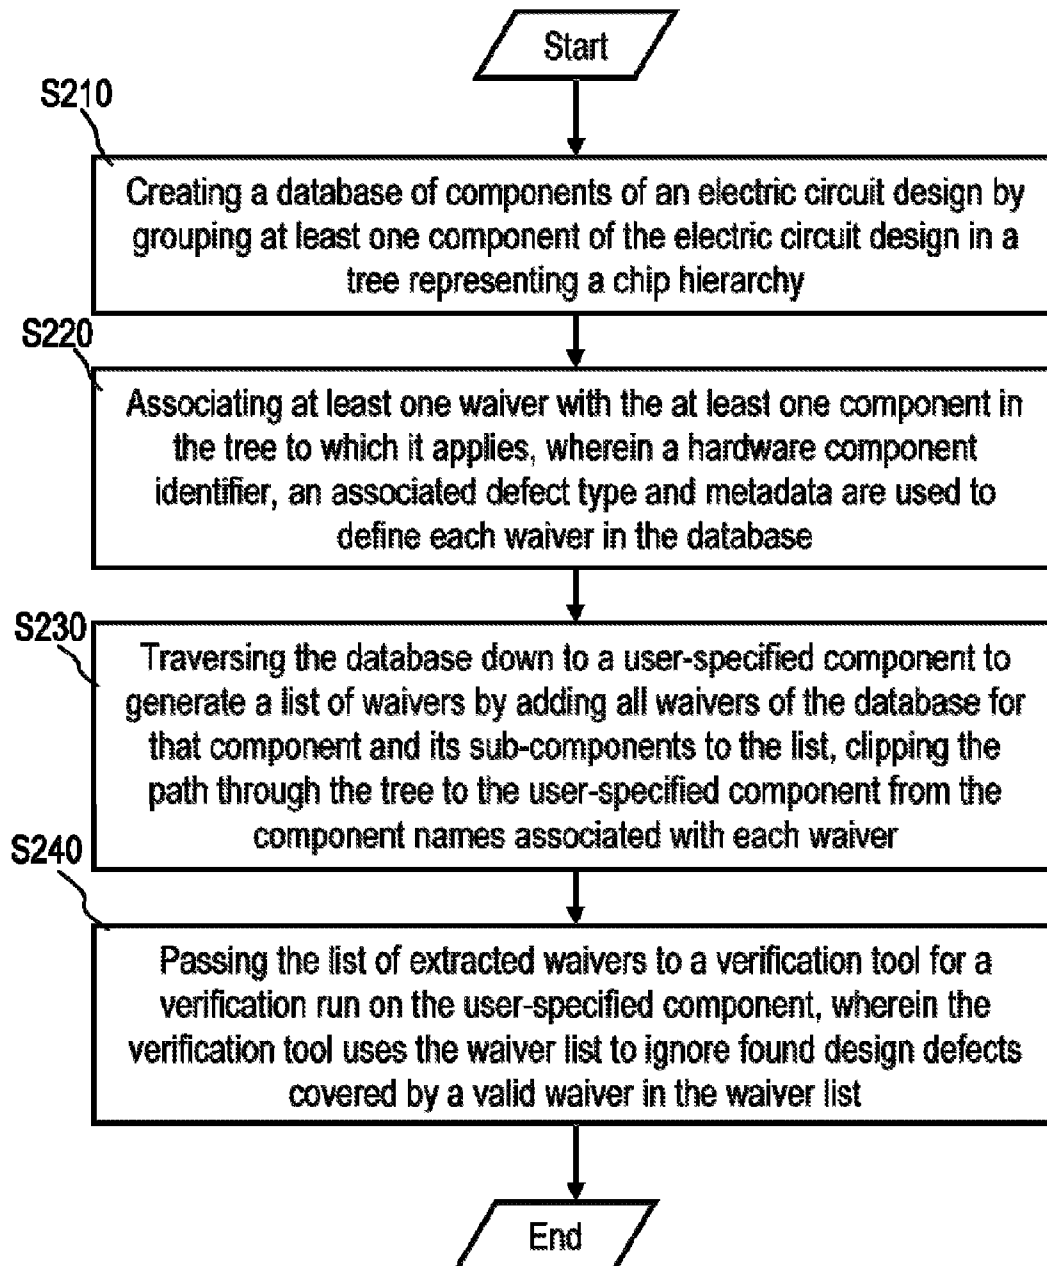 Start
S210
Creating a database of components of an electric circuit design by
grouping at least one component of the electric circuit design in a
tree representing a chip hierarchy
S220
Associating at least one waiver with the at least one component in
the tree to which it applies, wherein a hardware component
identifier, an associated defect type and metadata are used to
define each waiver in the database
S230
Traversing the database down to a user-specified component to
generate a list of waivers by adding all waivers of the database for
that component and its sub-components to the list, clipping the
path through the tree to the user-specified component from the
component names associated with each waiver
S240
Passing the list of extracted waivers to a verification tool for a
verification run on the user-specified component, wherein the
verification tool uses the waiver list to ignore found design defects
covered by a valid waiver in the waiver list
End